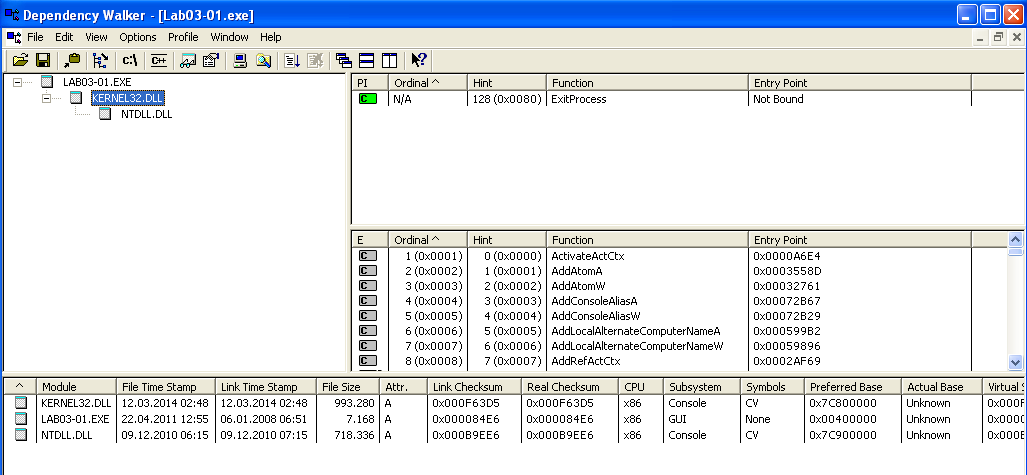 Dependency Walker - [Lab03-01.exe]
File Edit View Options Profile Window Help
C:\ C++
LAB03-01.EXE
KERNEL32.DLL
NTDLL.DLL
PI Ordinal ^ Hint Function Entry Point
C N/A 128 (0x0080) ExitProcess Not Bound
E Ordinal ^ Hint Function Entry Point
C 1 (0x0001) 0 (0x0000) ActivateActCtx 0x0000A6E4
C 2 (0x0002) 1 (0x0001) AddAtomA 0x0003558D
C 3 (0x0003) 2 (0x0002) AddAtomW 0x00032761
C 4 (0x0004) 3 (0x0003) AddConsoleAliasA 0x00072B67
C 5 (0x0005) 4 (0x0004) AddConsoleAliasW 0x00072B29
C 6 (0x0006) 5 (0x0005) AddLocalAlternateComputerNameA 0x000599B2
C 7 (0x0007) 6 (0x0006) AddLocalAlternateComputerNameW 0x00059896
C 8 (0x0008) 7 (0x0007) AddRefActCtx 0x0002AF69
^ Module File Time Stamp Link Time Stamp File Size Attr. Link Checksum Real Checksum CPU Subsystem Symbols Preferred Base Actual Base Virtual
KERNEL32.DLL 12.03.2014 02:48 12.03.2014 02:48 993.280 A 0x000F63D5 0x000F63D5 x86 Console CV 0x7C800000 Unknown 0x000F
LAB03-01.EXE 22.04.2011 12:55 06.01.2008 06:51 7.168 A 0x000084E6 0x000084E6 x86 GUI None 0x00400000 Unknown 0x0000
NTDLL.DLL 09.12.2010 06:15 09.12.2010 07:15 718.336 A 0x000B9EE6 0x000B9EE6 x86 Console CV 0x7C900000 Unknown 0x000B